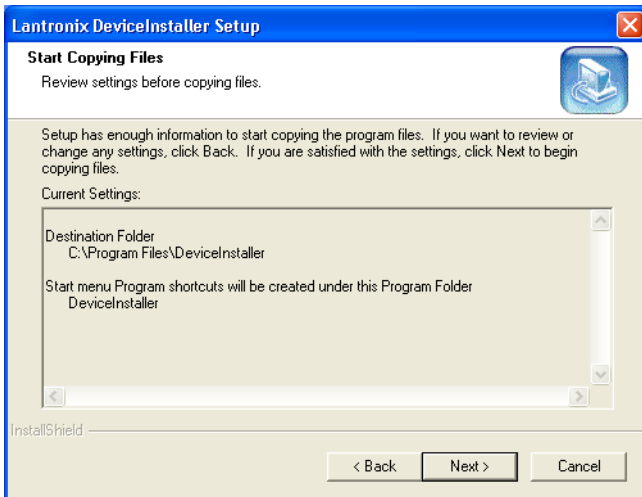 Lantronix DeviceInstaller Setup
Start Copying Files
Review settings before copying files.
Setup has enough information to start copying the program files.  If you want to review or
change any settings, click Back.  If you are satisfied with the settings, click Next to begin
copying files.
Current Settings:
Destination Folder
C:\Program Files\DeviceInstaller
Start menu Program shortcuts will be created under this Program Folder
DeviceInstaller
InstallShield
< Back
Next >
Cancel